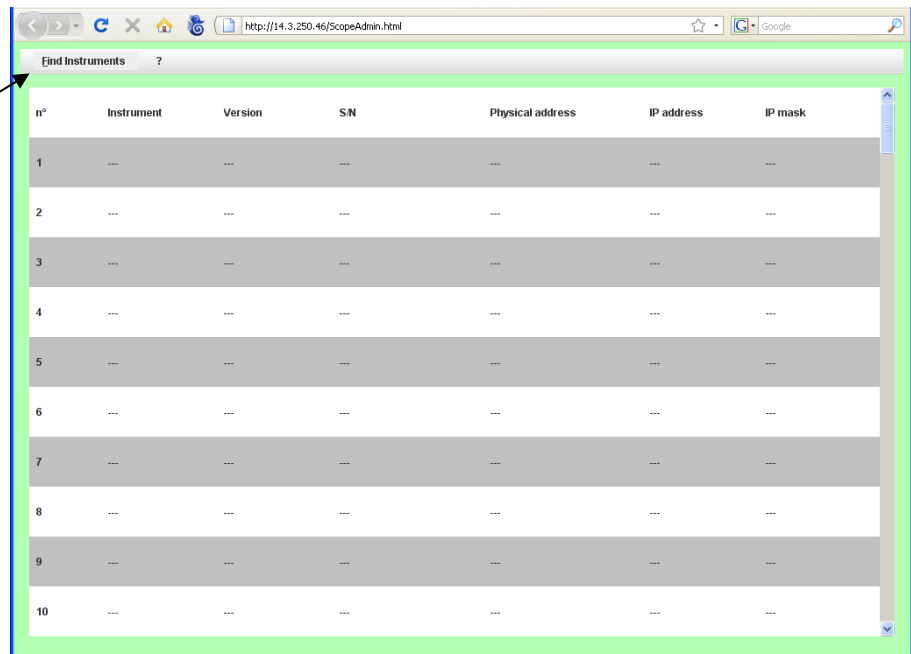 http://14.3.250.46/ScopeAdmin.html G Google
Find Instruments ?
n° Instrument Version S/N Physical address IP address IP mask
1 --- --- --- --- --- ---
2 --- --- --- --- --- ---
3 --- --- --- --- --- ---
4 --- --- --- --- --- ---
5 --- --- --- --- --- ---
6 --- --- --- --- --- ---
7 --- --- --- --- --- ---
8 --- --- --- --- --- ---
9 --- --- --- --- --- ---
10 --- --- --- --- --- ---